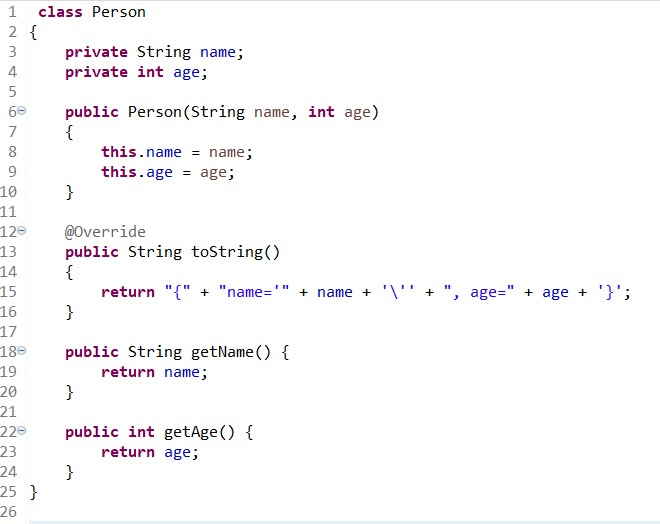 1 class Person
2 {
3     private String name;
4     private int age;
5
6     public Person(String name, int age)
7     {
8         this.name = name;
9         this.age = age;
10     }
11
12     @Override
13     public String toString()
14     {
15         return "{" + "name='" + name + '\'' + ", age=" + age + '}';
16     }
17
18     public String getName() {
19         return name;
20     }
21
22     public int getAge() {
23         return age;
24     }
25 }
26